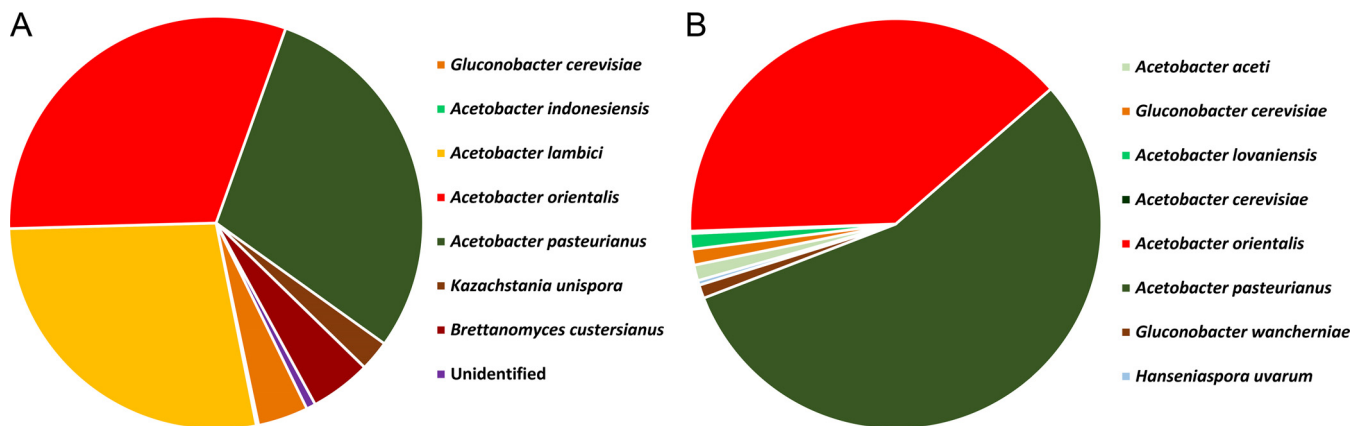 A
Gluconobacter cerevisiae
Acetobacter indonesiensis
Acetobacter lambici
Acetobacter orientalis
Acetobacter pasteurianus
Kazachstania unispora
Brettanomyces custersianus
Unidentified
B
Acetobacter aceti
Gluconobacter cerevisiae
Acetobacter lovaniensis
Acetobacter cerevisiae
Acetobacter orientalis
Acetobacter pasteurianus
Gluconobacter wancherniae
Hanseniaspora uvarum